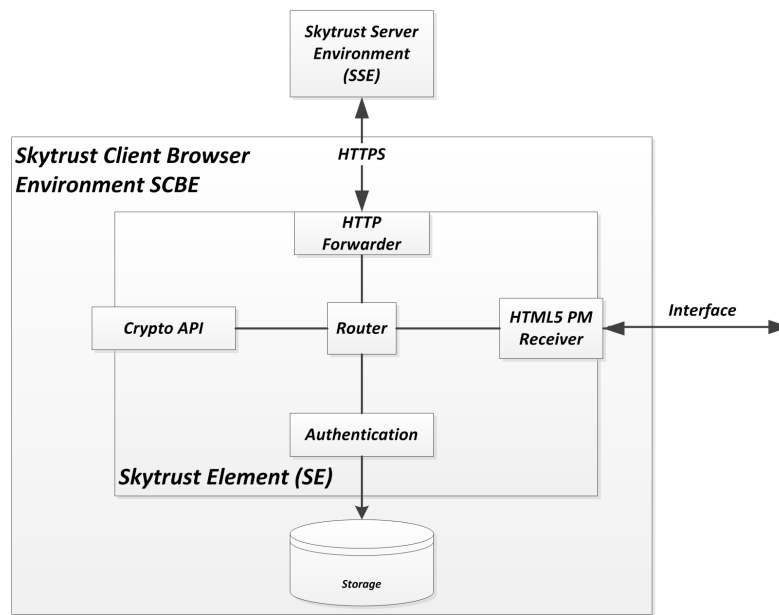 Skytrust Server
Environment
(SSE)
HTTPS
Skytrust Client Browser
Environment SCBE
HTTP
Forwarder
Crypto API
Router
HTML5 PM
Receiver
Interface
Authentication
Skytrust Element (SE)
Storage